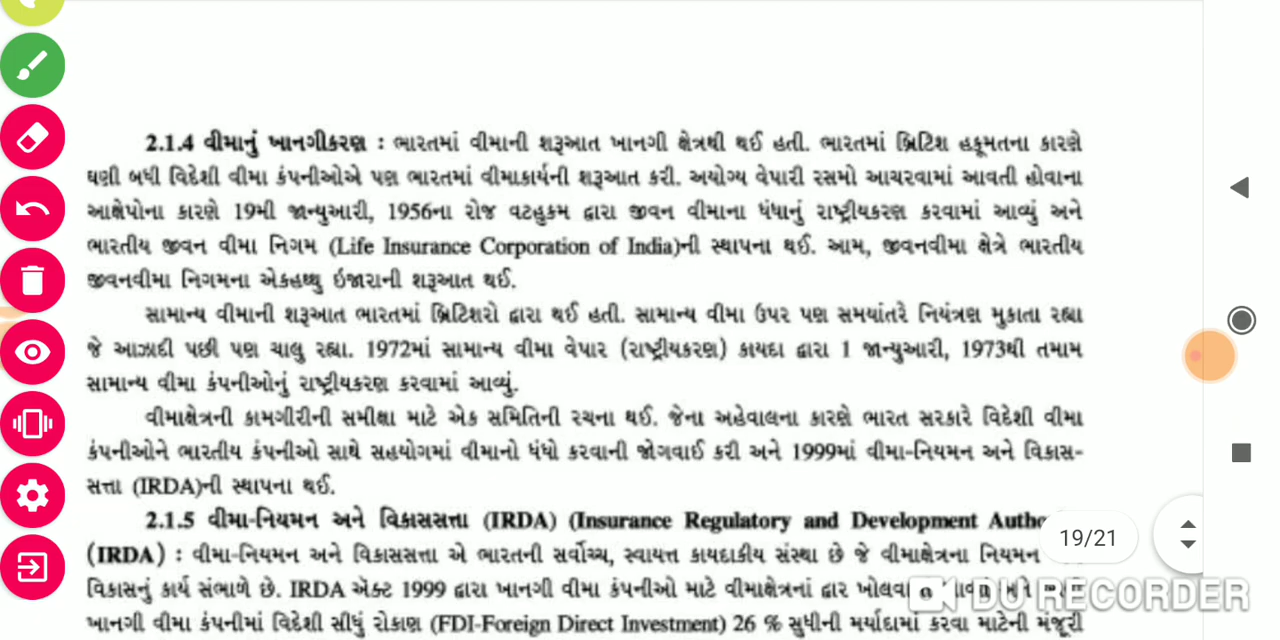 2.1.4 વીમાનું ખાનગીકરણ : ભારતમાં વીમાની શરૂઆત ખાનગી ક્ષેત્રથી થઈ હતી. ભારતમાં બ્રિટિશ હકૂમતના કારણે
ઘણી બધી વિદેશી વીમા કંપનીઓએ પણ ભારતમાં વીમાકાર્યની શરૂઆત કરી. અયોગ્ય વેપારી રસમો આચરવામાં આવતી હોવાના
આક્ષેપોના કારણે 19મી જાન્યુઆરી, 1956ના રોજ વટહુકમ દ્વારા જીવન વીમાના ધંધાનું રાષ્ટ્રીયકરણ કરવામાં આવ્યું અને
ભારતીય જીવન વીમા નિગમ (Life Insurance Corporation of India)ની સ્થાપના થઈ. આમ, જીવનવીમા ક્ષેત્રે ભારતીય
જીવનવીમા નિગમના એકહથ્થુ ઇજારાની શરૂઆત થઈ.
સામાન્ય વીમાની શરૂઆત ભારતમાં બ્રિટિશરો દ્વારા થઈ હતી. સામાન્ય વીમા ઉપર પણ સમયાંતરે નિયંત્રણ મુકાતા રહ્યા
જે આઝાદી પછી પણ ચાલુ રહ્યા. 1972માં સામાન્ય વીમા વેપાર (રાષ્ટ્રીયકરણ) કાયદા દ્વારા 1 જાન્યુઆરી, 1973થી તમામ
સામાન્ય વીમા કંપનીઓનું રાષ્ટ્રીયકરણ કરવામાં આવ્યું.
વીમાક્ષેત્રની કામગીરીની સમીક્ષા માટે એક સમિતિની રચના થઈ. જેના અહેવાલના કારણે ભારત સરકારે વિદેશી વીમા
કંપનીઓને ભારતીય કંપનીઓ સાથે સહયોગમાં વીમાનો ધંધો કરવાની જોગવાઈ કરી અને 1999માં વીમા-નિયમન અને વિકાસ-
સત્તા (IRDA)ની સ્થાપના થઈ.
2.1.5 વીમા-નિયમન અને વિકાસસત્તા (IRDA) (Insurance Regulatory and Development
(IRDA) : વીમા-નિયમન અને વિકાસસત્તા એ ભારતની સર્વોચ્ચ, સ્વાયત્ત કાયદાકીય સંસ્થા છે જે વીમાક્ષેત્રના નિયમન
19/21
વિકાસનું કાર્ય સંભાળે છે. IRDA ઍક્ટ 1999 દ્વારા ખાનગી વીમા કંપનીઓ માટે વીમાક્ષેત્રનાં દ્વાર
DU RECORDER
ખાનગી વીમા કંપનીમાં વિદેશી સીધું રોકાણ (FDI-Foreign Direct Investment) 26 % સુધીની મર્યાદામાં કરવા માટેની મંજૂરી